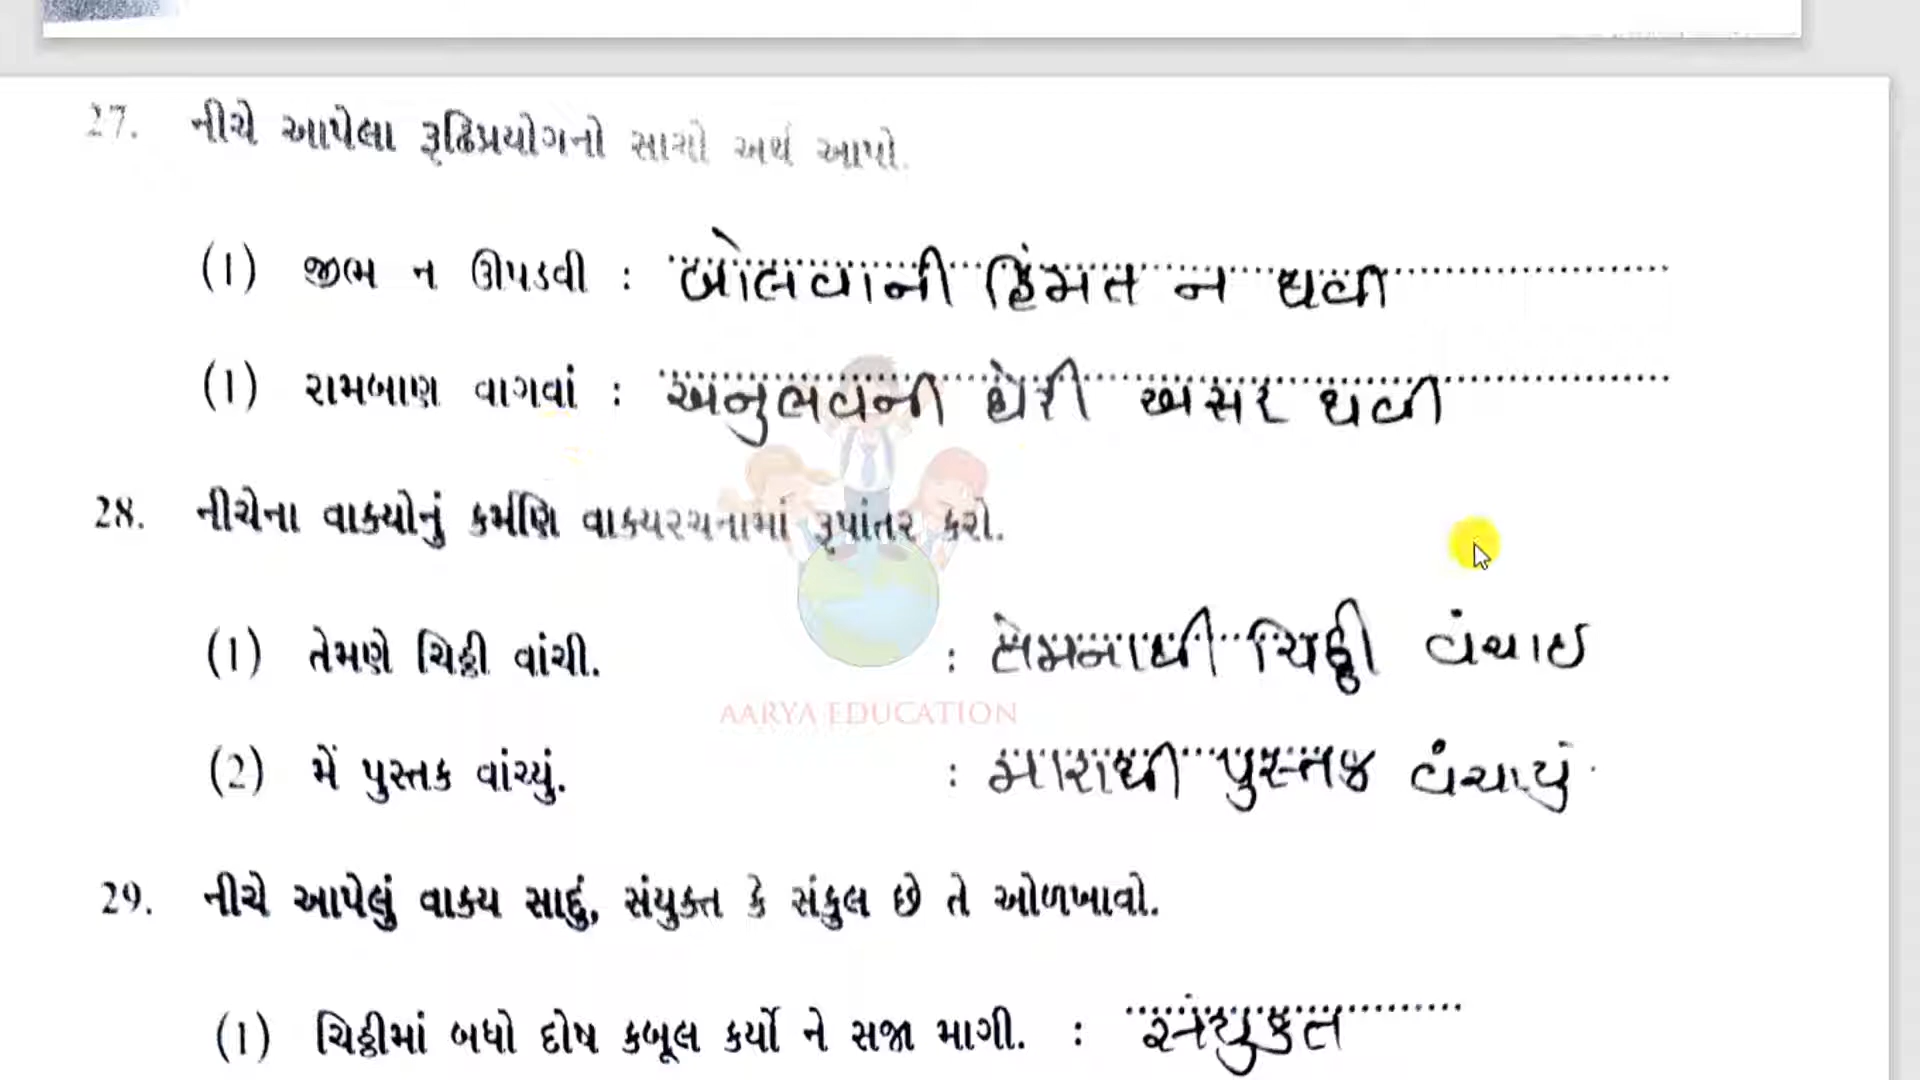 27. નીચે આપેલા રૂઢિપ્રયોગનો સાચો અર્થ આપો.
(1) જીભ ન ઊપડવી : બોલવાની હિંમત ન થવી
(1) રામબાણ વાગવાં : અનુભવની ઘેરી અસર થવી
28. નીચેના વાક્યોનું કર્મણિ વાક્યરચનામાં રૂપાંતર કરો.
(1) તેમણે ચિઠ્ઠી વાંચી. : તેમનાથી ચિઠ્ઠી વંચાઇ
AARYA EDUCATION
(2) મેં પુસ્તક વાંચ્યું. : મારાથી પુસ્તક વંચાયું.
29. નીચે આપેલું વાક્ય સાદું, સંયુક્ત કે સંકુલ છે તે ઓળખાવો.
(1) ચિઠ્ઠીમાં બધો દોષ કબૂલ કર્યો ને સજા માગી. : સંયુક્ત